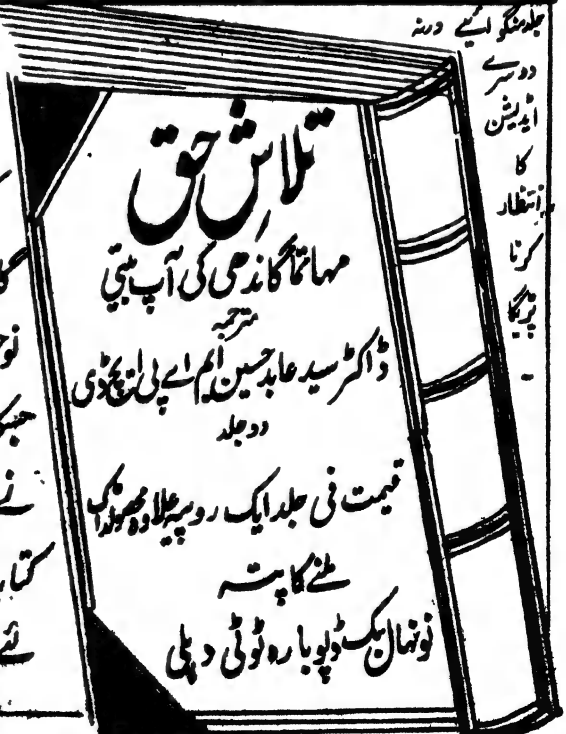 جلد منگوائیے ورنہ
دوسرے
اڈیشن
کا
انتظار
کرنا
پڑیگا
تلاشِ حق
مہاتما گاندھی کی آپ بیتی
مترجمہ
ڈاکٹر سید عابد حسین ایم اے پی ایچ ڈی
دو جلد
قیمت فی جلد ایک روپیہ علاوہ محصولڈاک
ملنے کا پتہ
نونہال بک ڈپو بارہ ٹوٹی دہلی